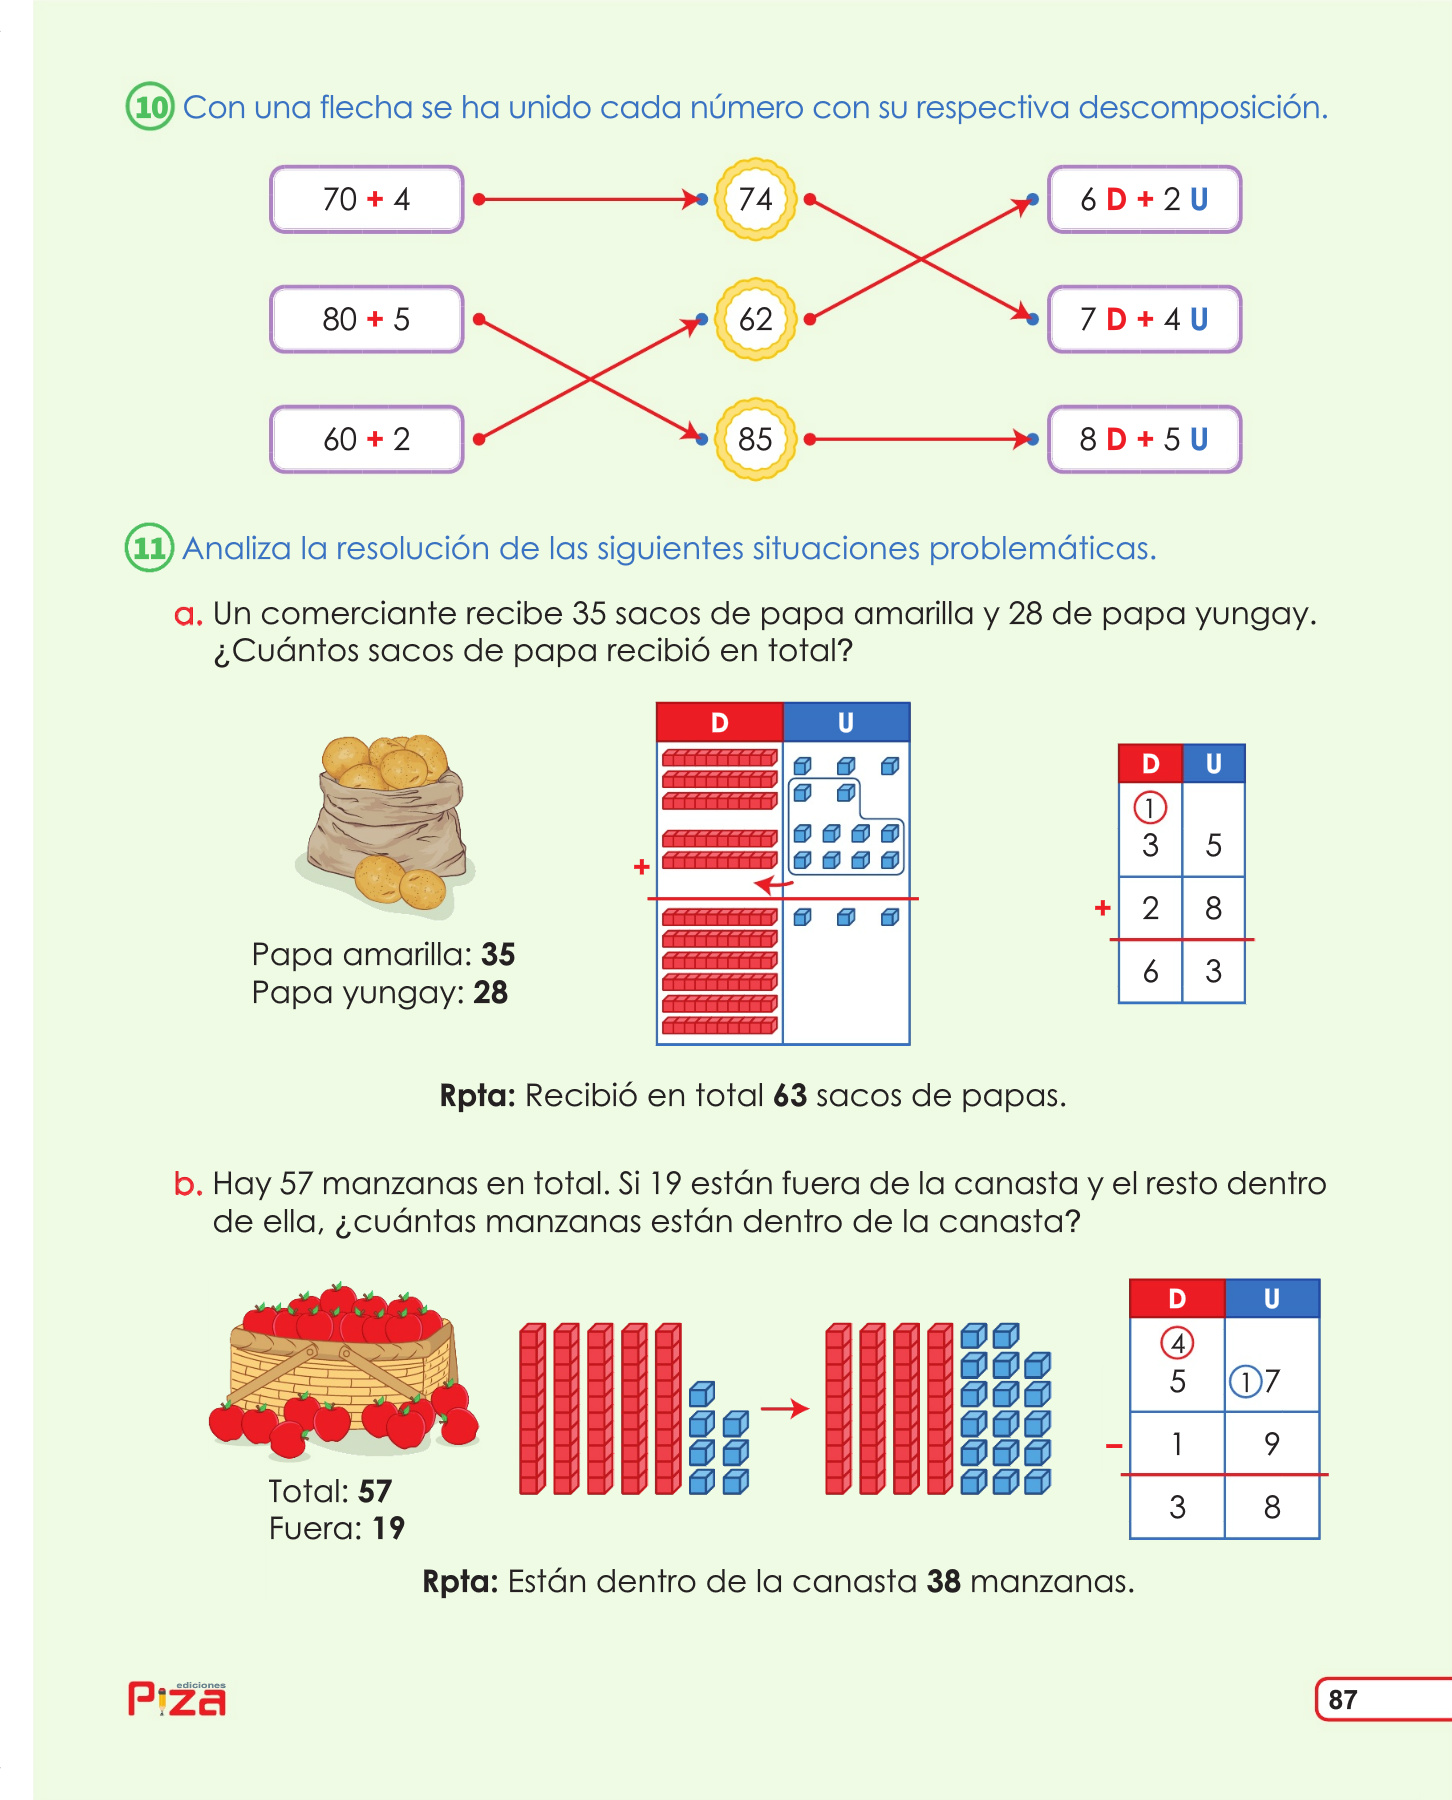 10 Con una flecha se ha unido cada número con su respectiva descomposición.
70 + 4
74
6 D + 2 U
80 + 5
62
7 D + 4 U
60 + 2
85
8 D + 5 U
11 Analiza la resolución de las siguientes situaciones problemáticas.
a. Un comerciante recibe 35 sacos de papa amarilla y 28 de papa yungay.
¿Cuántos sacos de papa recibió en total?
Papa amarilla: 35
Papa yungay: 28
D U
+
D U
1
3 5
+ 2 8
6 3
Rpta: Recibió en total 63 sacos de papas.
b. Hay 57 manzanas en total. Si 19 están fuera de la canasta y el resto dentro
de ella, ¿cuántas manzanas están dentro de la canasta?
Total: 57
Fuera: 19
D U
4
5 1 7
– 1 9
3 8
Rpta: Están dentro de la canasta 38 manzanas.
ediciones
Piza
87